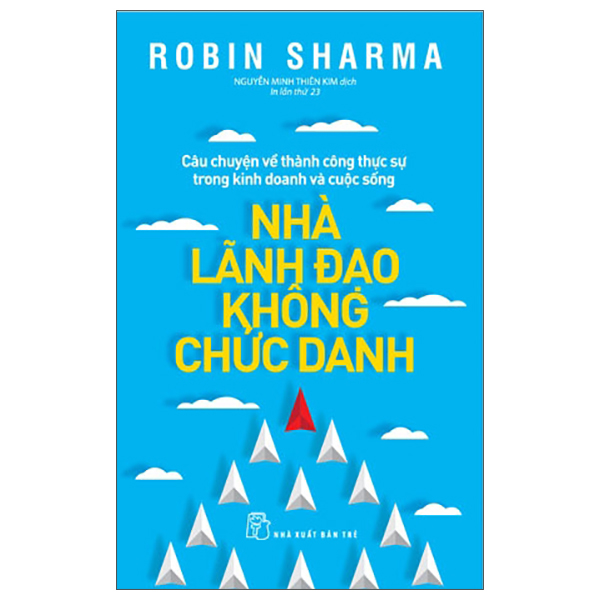 ROBIN SHARMA
NGUYỄN MINH THIÊN KIM dịch
In lần thứ 23
Câu chuyện về thành công thực sự
trong kinh doanh và cuộc sống
NHÀ
LÃNH ĐẠO
KHÔNG
CHỨC DANH
NHÀ XUẤT BẢN TRẺ